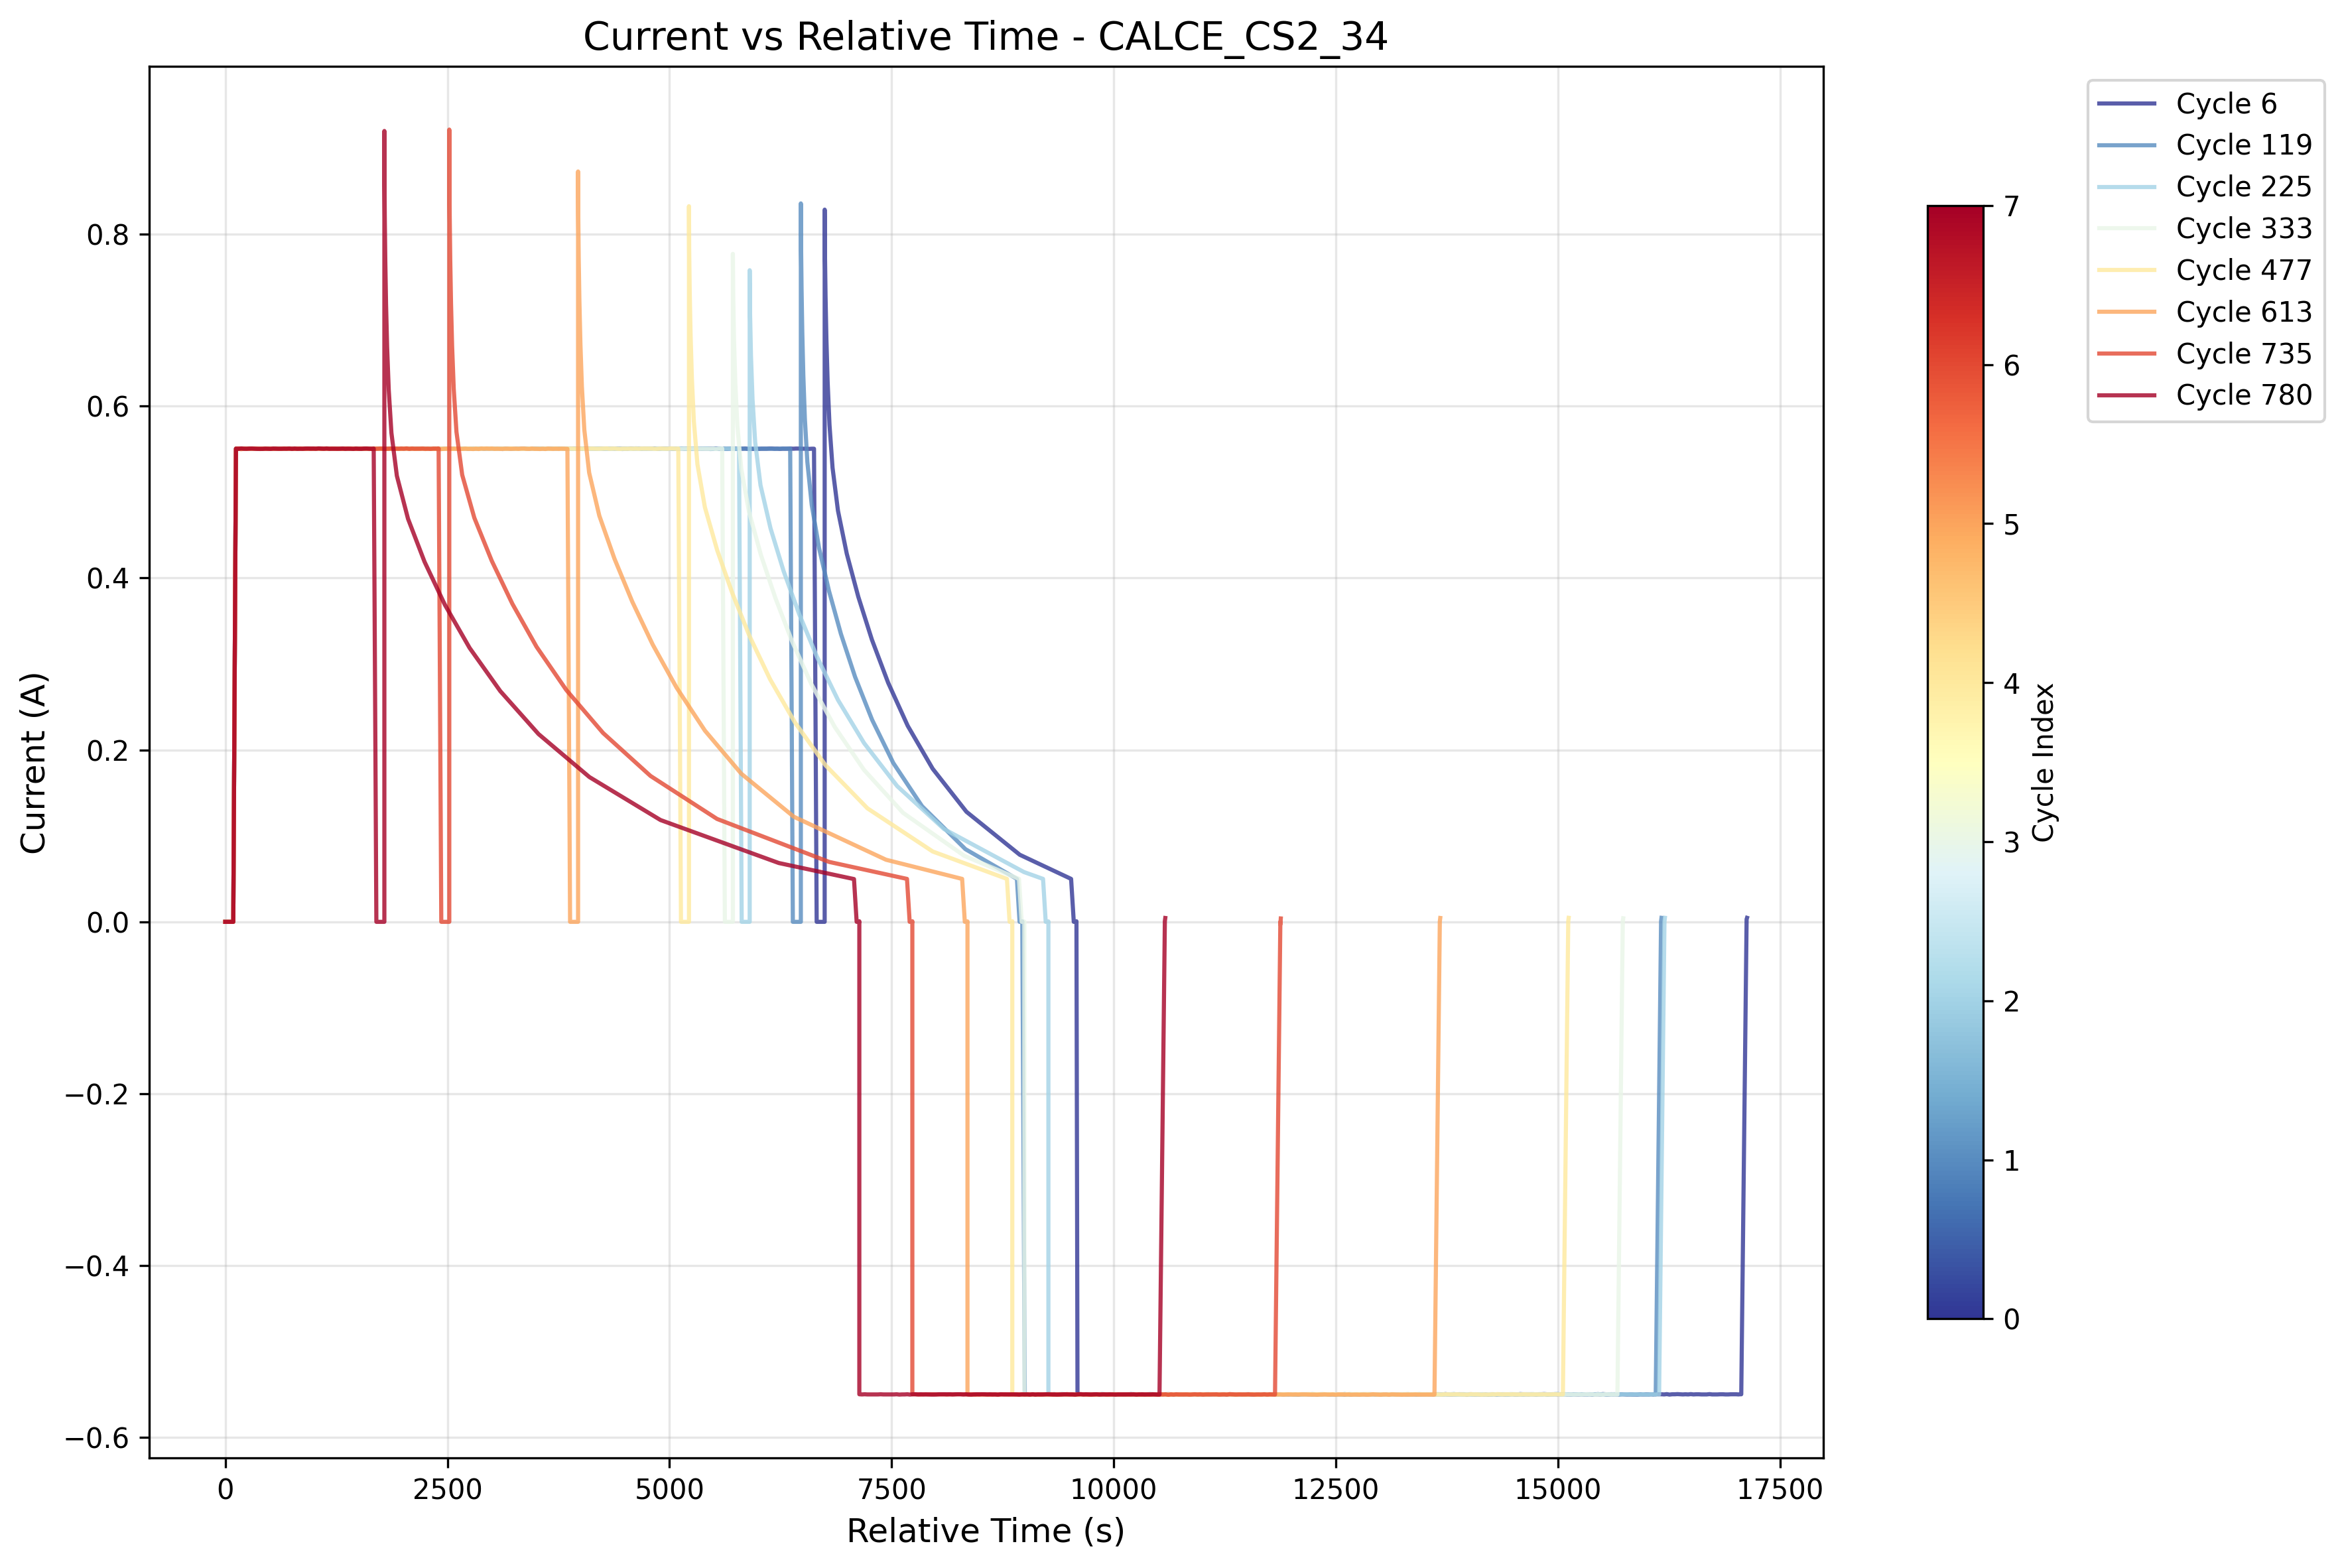 Current vs Relative Time - CALCE_CS2_34
Current (A)
0.8
0.6
0.4
0.2
0.0
−0.2
−0.4
−0.6
0
2500
5000
7500
10000
12500
15000
17500
Relative Time (s)
7
6
5
4
3
2
1
0
Cycle Index
Cycle 6
Cycle 119
Cycle 225
Cycle 333
Cycle 477
Cycle 613
Cycle 735
Cycle 780